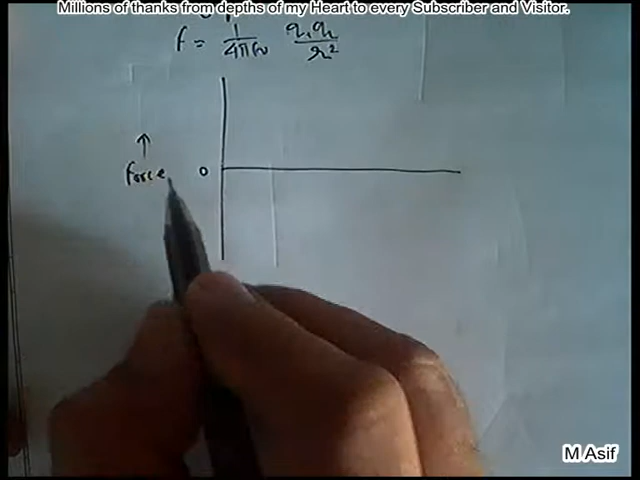 Millions of thanks from depths of my Heart to every Subscriber and Visitor.
F = 1/4πε₀ q₁q₂/r²
↑
force
0
M Asif